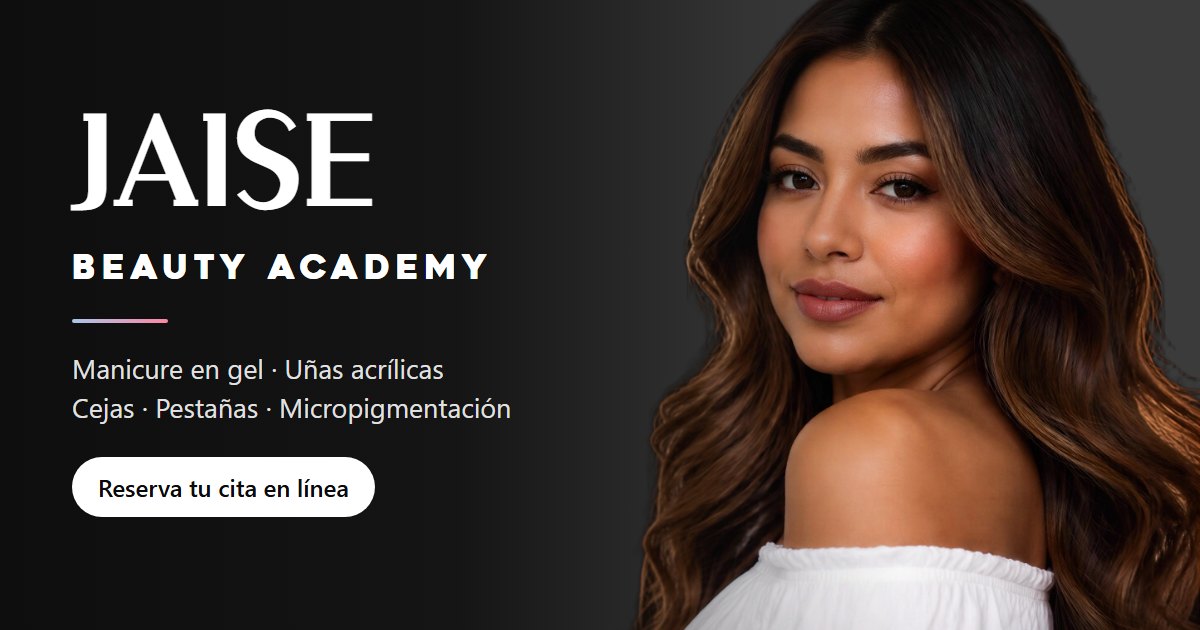 JAISE
BEAUTY ACADEMY
Manicure en gel · Uñas acrílicas
Cejas · Pestañas · Micropigmentación
Reserva tu cita en línea